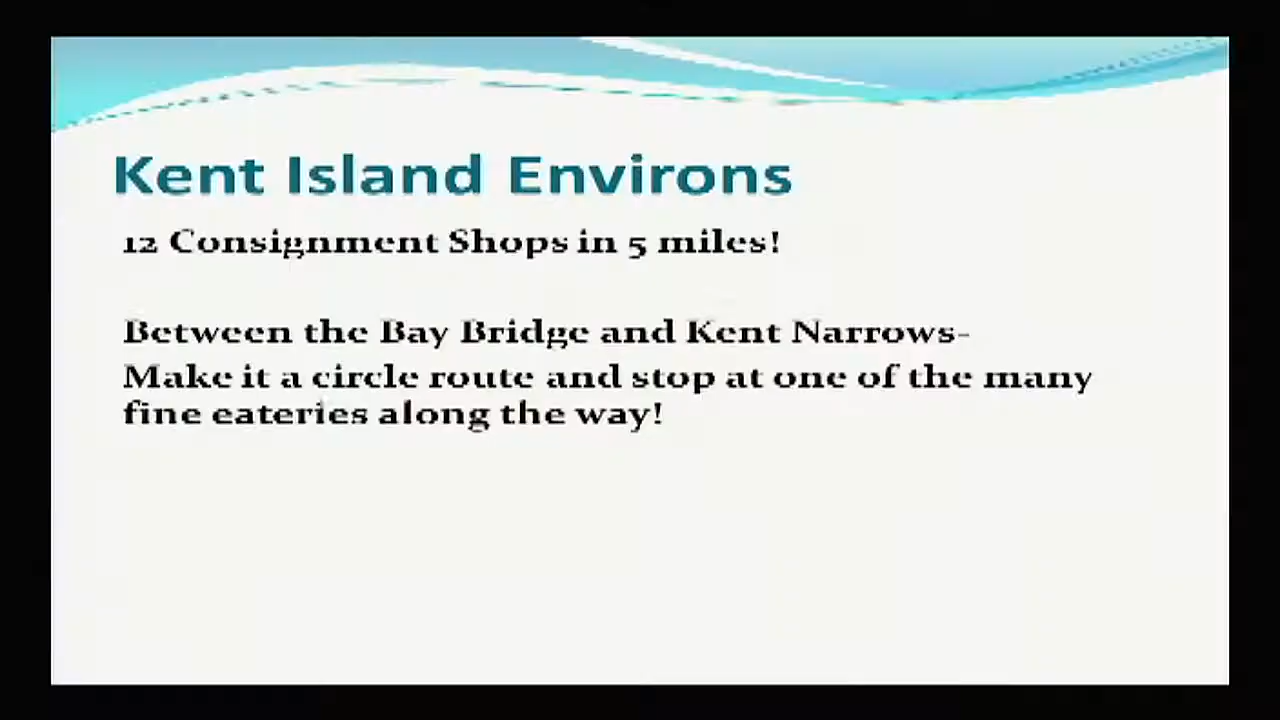 Kent Island Environs
12 Consignment Shops in 5 miles!
Between the Bay Bridge and Kent Narrows-
Make it a circle route and stop at one of the many
fine eateries along the way!